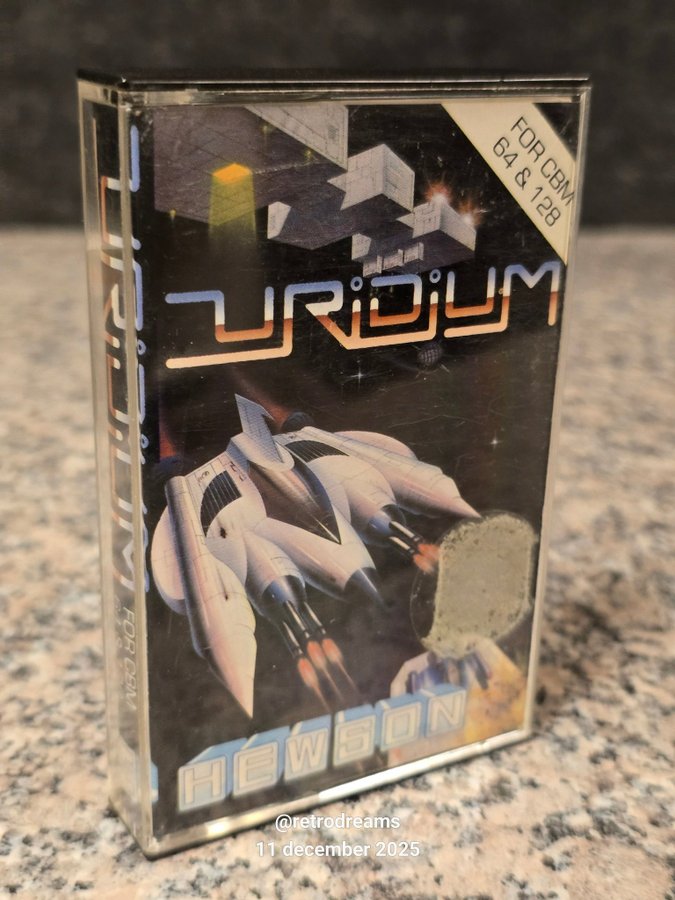 FOR CBM
64 & 128
URIDIUM
URIDIUM
FOR CBM
HEWSON
@retrodreams
11 december 2025